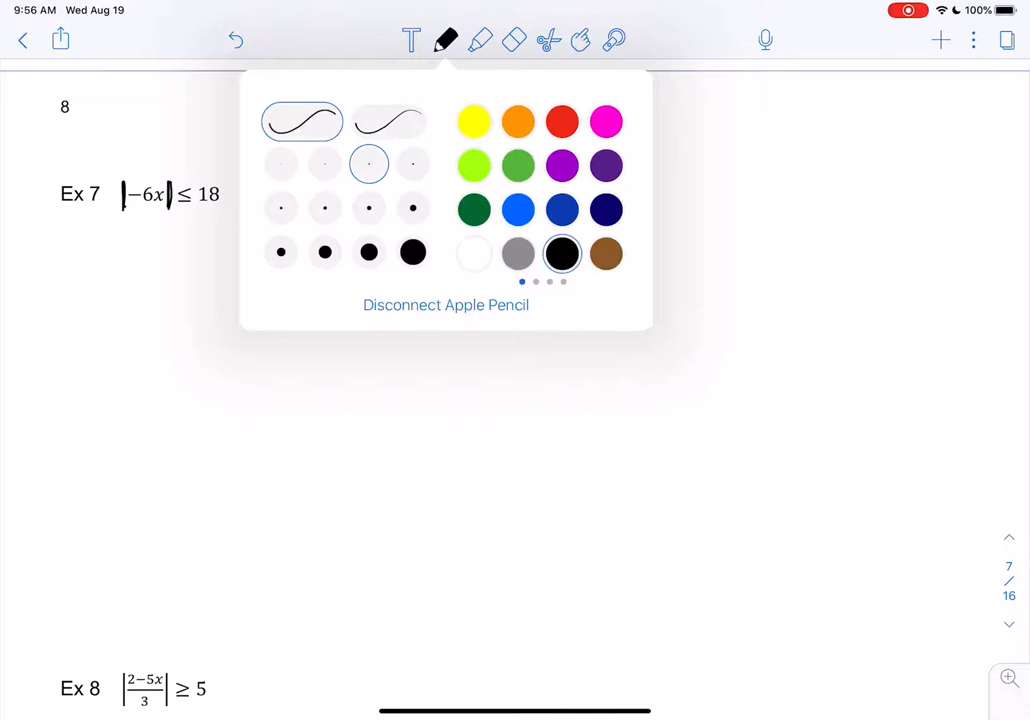 9:56 AM Wed Aug 19 100%
T
8
Ex 7 |−6x| ≤ 18
Disconnect Apple Pencil
7
/
16
Ex 8 |2−5x/3| ≥ 5